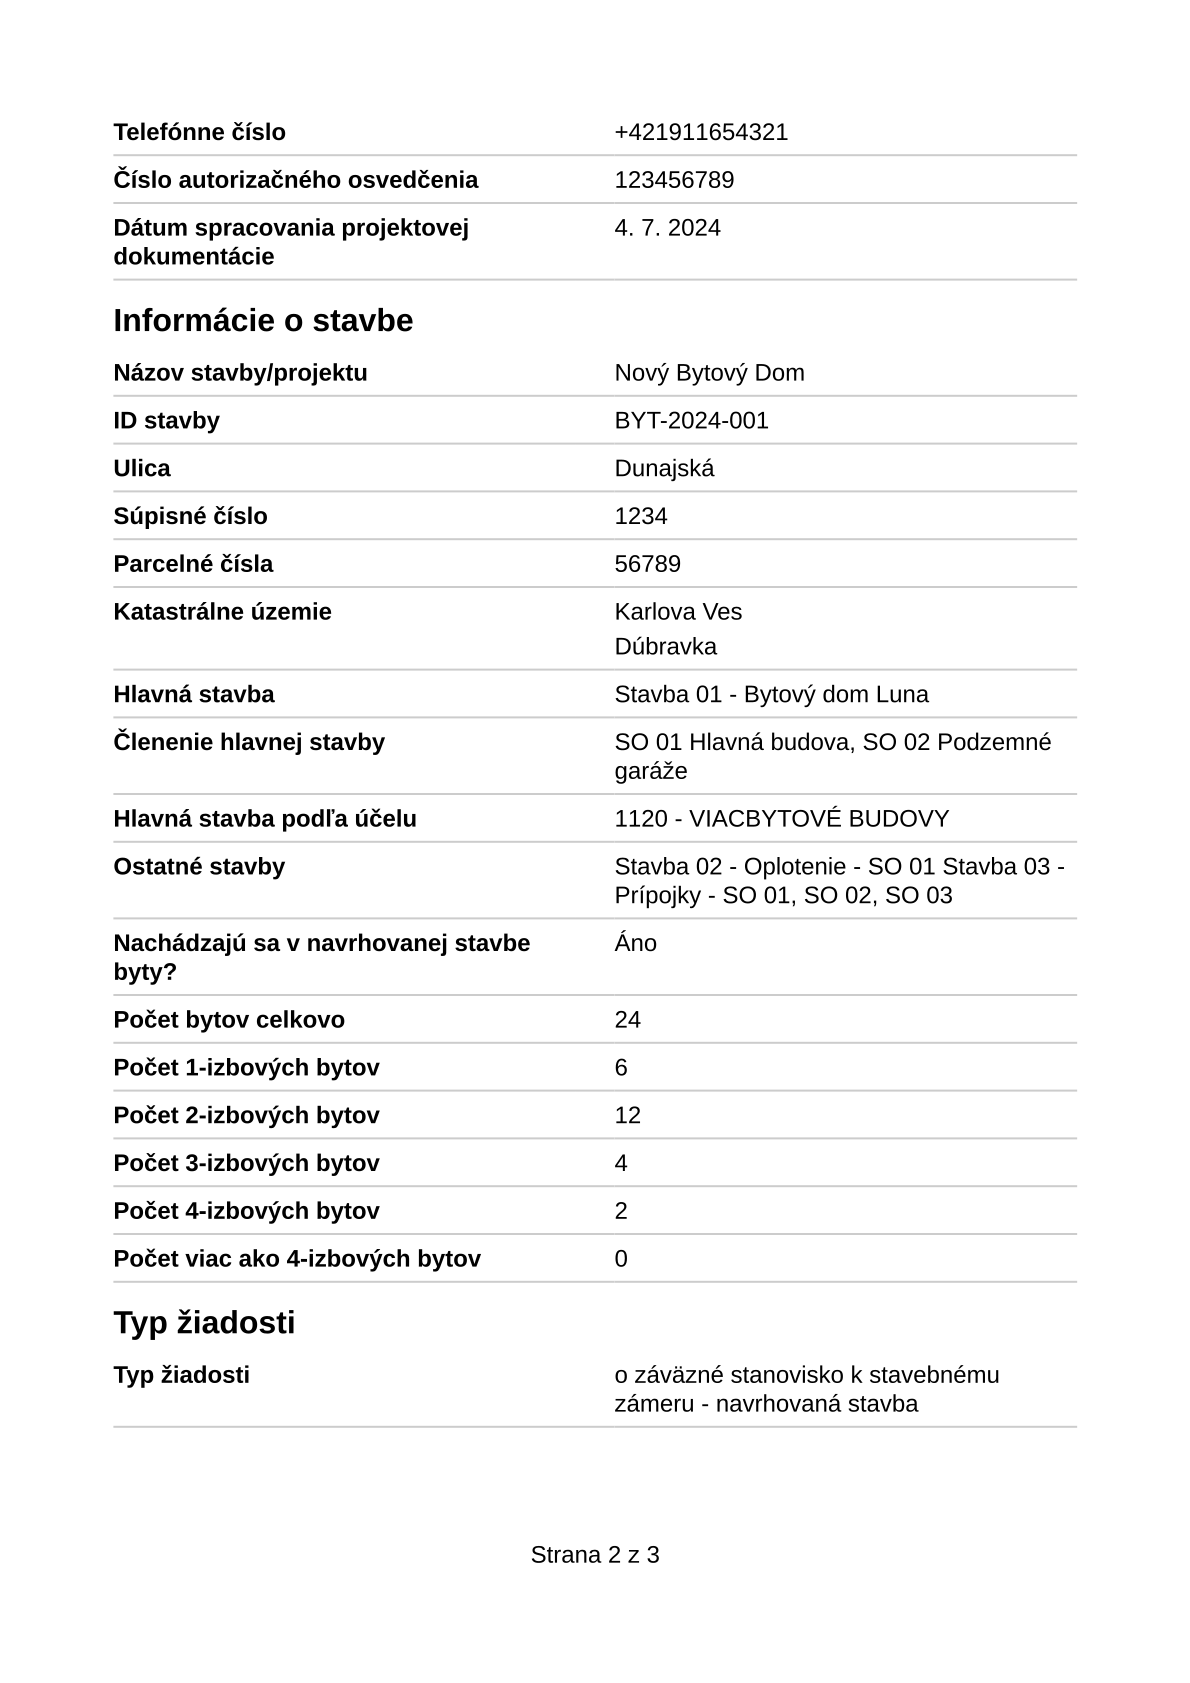 Telefónne číslo +421911654321
Číslo autorizačného osvedčenia 123456789
Dátum spracovania projektovej 4. 7. 2024
dokumentácie
Informácie o stavbe
Názov stavby/projektu Nový Bytový Dom
ID stavby BYT-2024-001
Ulica Dunajská
Súpisné číslo 1234
Parcelné čísla 56789
Katastrálne územie Karlova Ves
Dúbravka
Hlavná stavba Stavba 01 - Bytový dom Luna
Členenie hlavnej stavby SO 01 Hlavná budova, SO 02 Podzemné
garáže
Hlavná stavba podľa účelu 1120 - VIACBYTOVÉ BUDOVY
Ostatné stavby Stavba 02 - Oplotenie - SO 01 Stavba 03 -
Prípojky - SO 01, SO 02, SO 03
Nachádzajú sa v navrhovanej stavbe Áno
byty?
Počet bytov celkovo 24
Počet 1-izbových bytov 6
Počet 2-izbových bytov 12
Počet 3-izbových bytov 4
Počet 4-izbových bytov 2
Počet viac ako 4-izbových bytov 0
Typ žiadosti
Typ žiadosti o záväzné stanovisko k stavebnému
zámeru - navrhovaná stavba
Strana 2 z 3